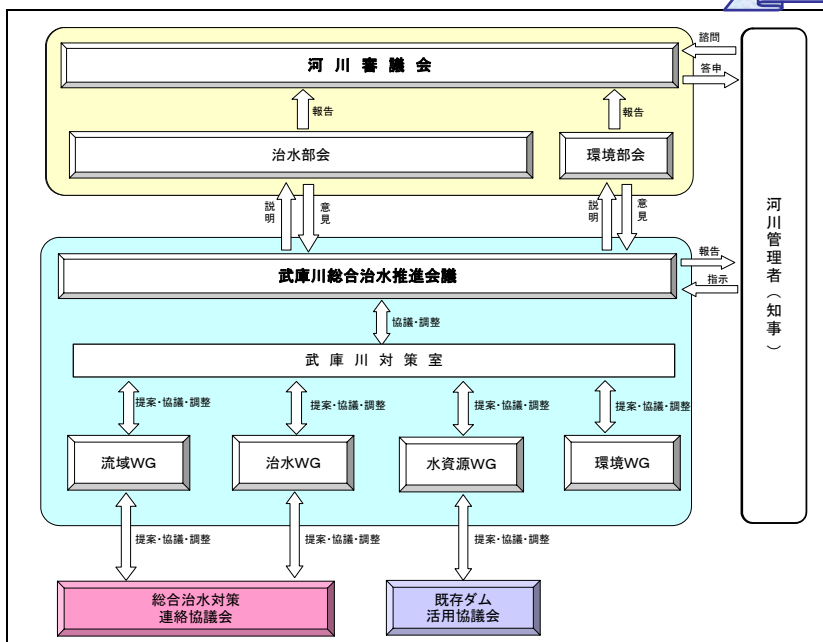 諮問
河川審議会
答申
報告
報告
治水部会
環境部会
説明
意見
説明
意見
河川管理者（知事）
武庫川総合治水推進会議
報告
指示
協議・調整
武庫川対策室
提案・協議・調整
提案・協議・調整
提案・協議・調整
提案・協議・調整
流域WG
治水WG
水資源WG
環境WG
提案・協議・調整
提案・協議・調整
提案・協議・調整
総合治水対策
連絡協議会
既存ダム
活用協議会